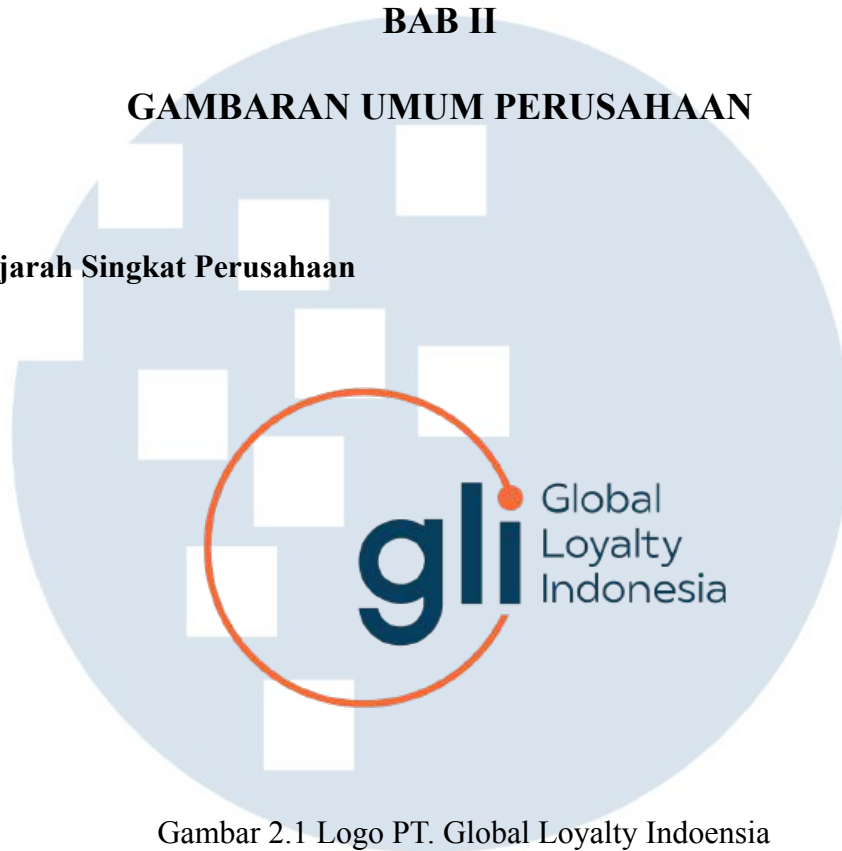 BAB II
GAMBARAN UMUM PERUSAHAAN
jarah Singkat Perusahaan
gli
Global
Loyalty
Indonesia
Gambar 2.1 Logo PT. Global Loyalty Indoensia